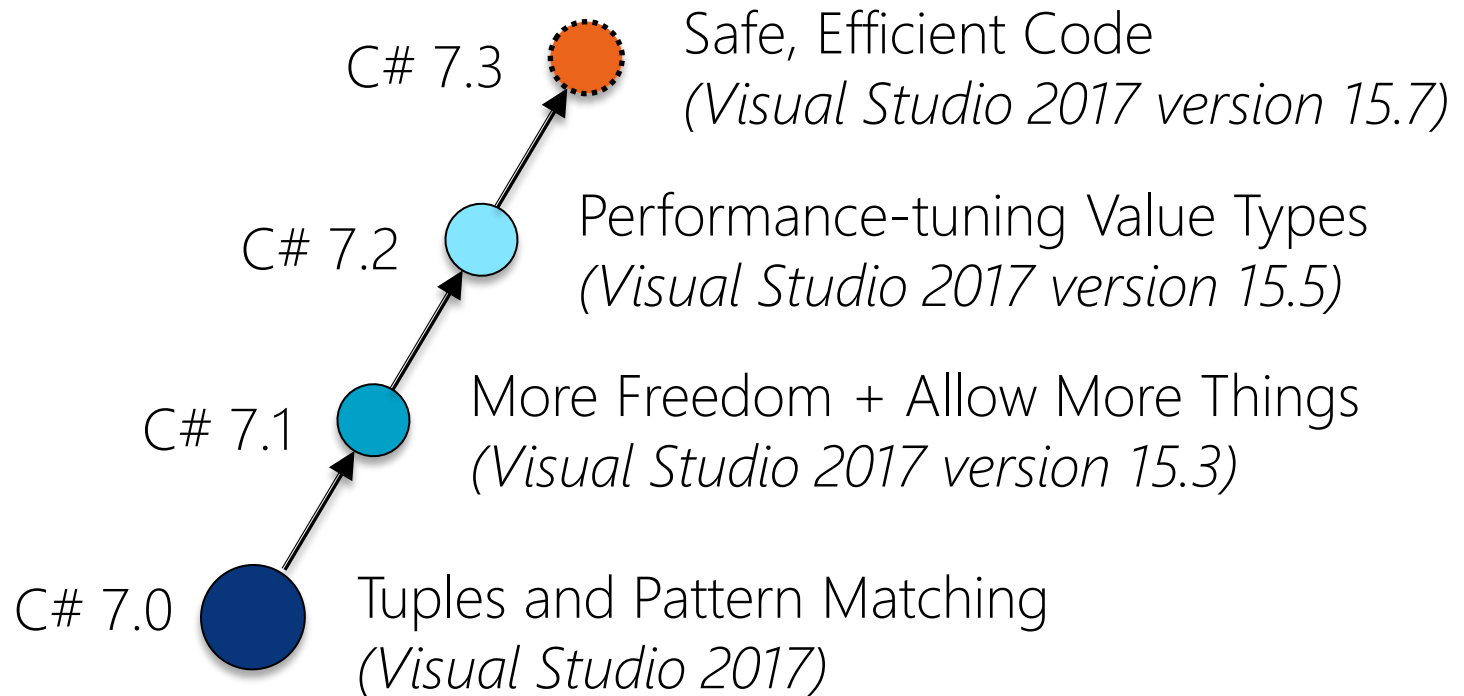 C# 7.3
Safe, Efficient Code
(Visual Studio 2017 version 15.7)
C# 7.2
Performance-tuning Value Types
(Visual Studio 2017 version 15.5)
C# 7.1
More Freedom + Allow More Things
(Visual Studio 2017 version 15.3)
C# 7.0
Tuples and Pattern Matching
(Visual Studio 2017)